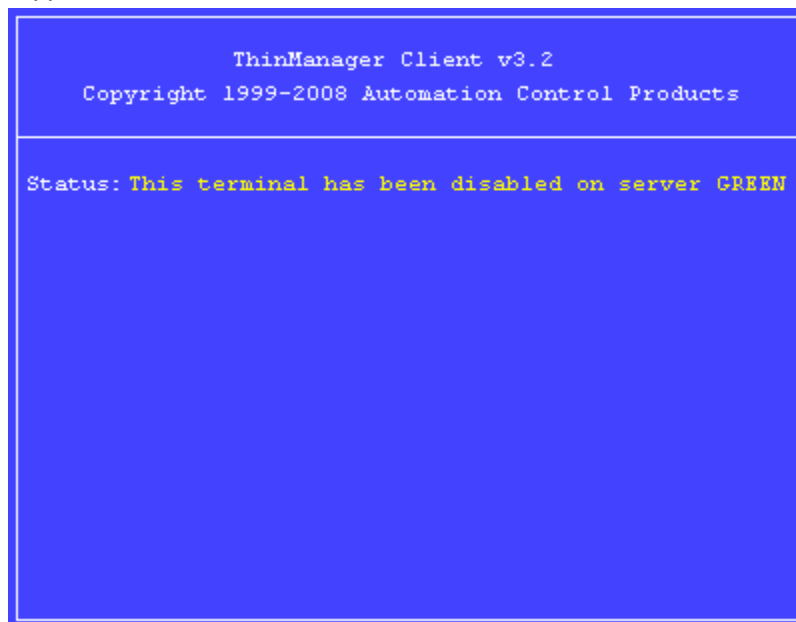 ThinManager Client v3.2
Copyright 1999-2008 Automation Control Products
Status: This terminal has been disabled on server GREEN